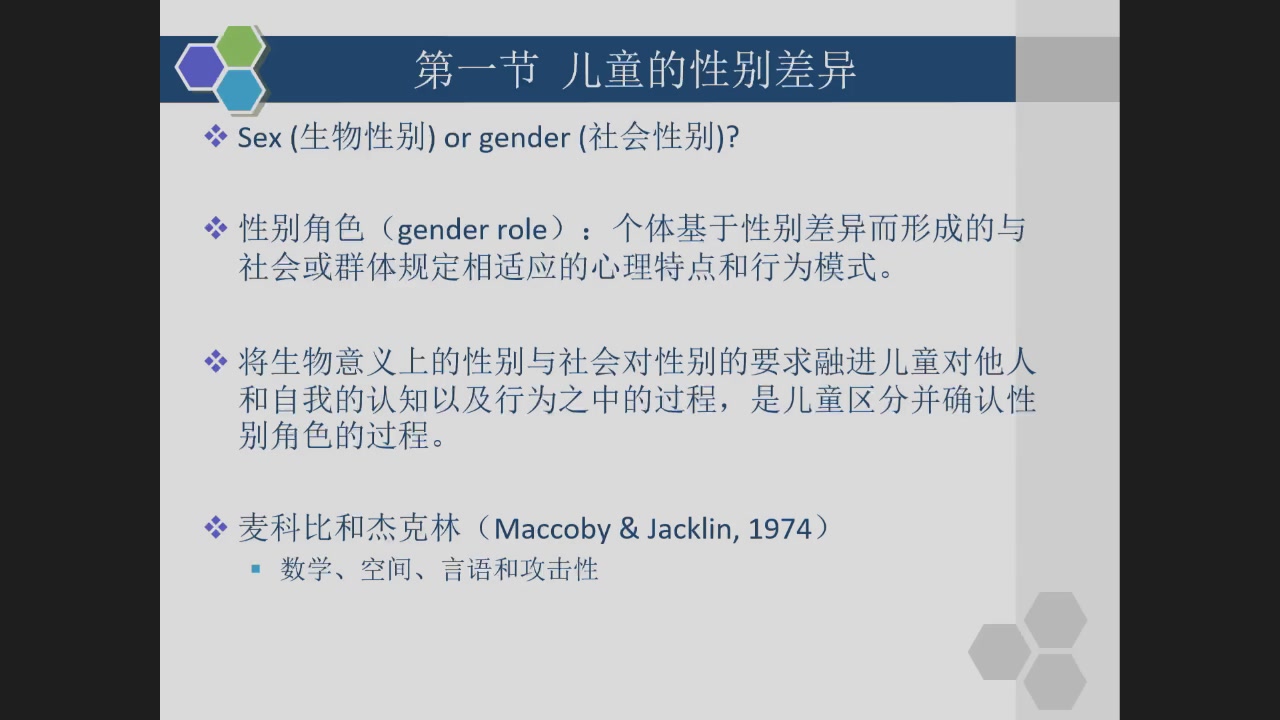 第一节 儿童的性别差异
Sex (生物性别) or gender (社会性别)?
性别角色（gender role）：个体基于性别差异而形成的与
社会或群体规定相适应的心理特点和行为模式。
将生物意义上的性别与社会对性别的要求融进儿童对他人
和自我的认知以及行为之中的过程，是儿童区分并确认性
别角色的过程。
麦科比和杰克林（Maccoby & Jacklin, 1974）
数学、空间、言语和攻击性